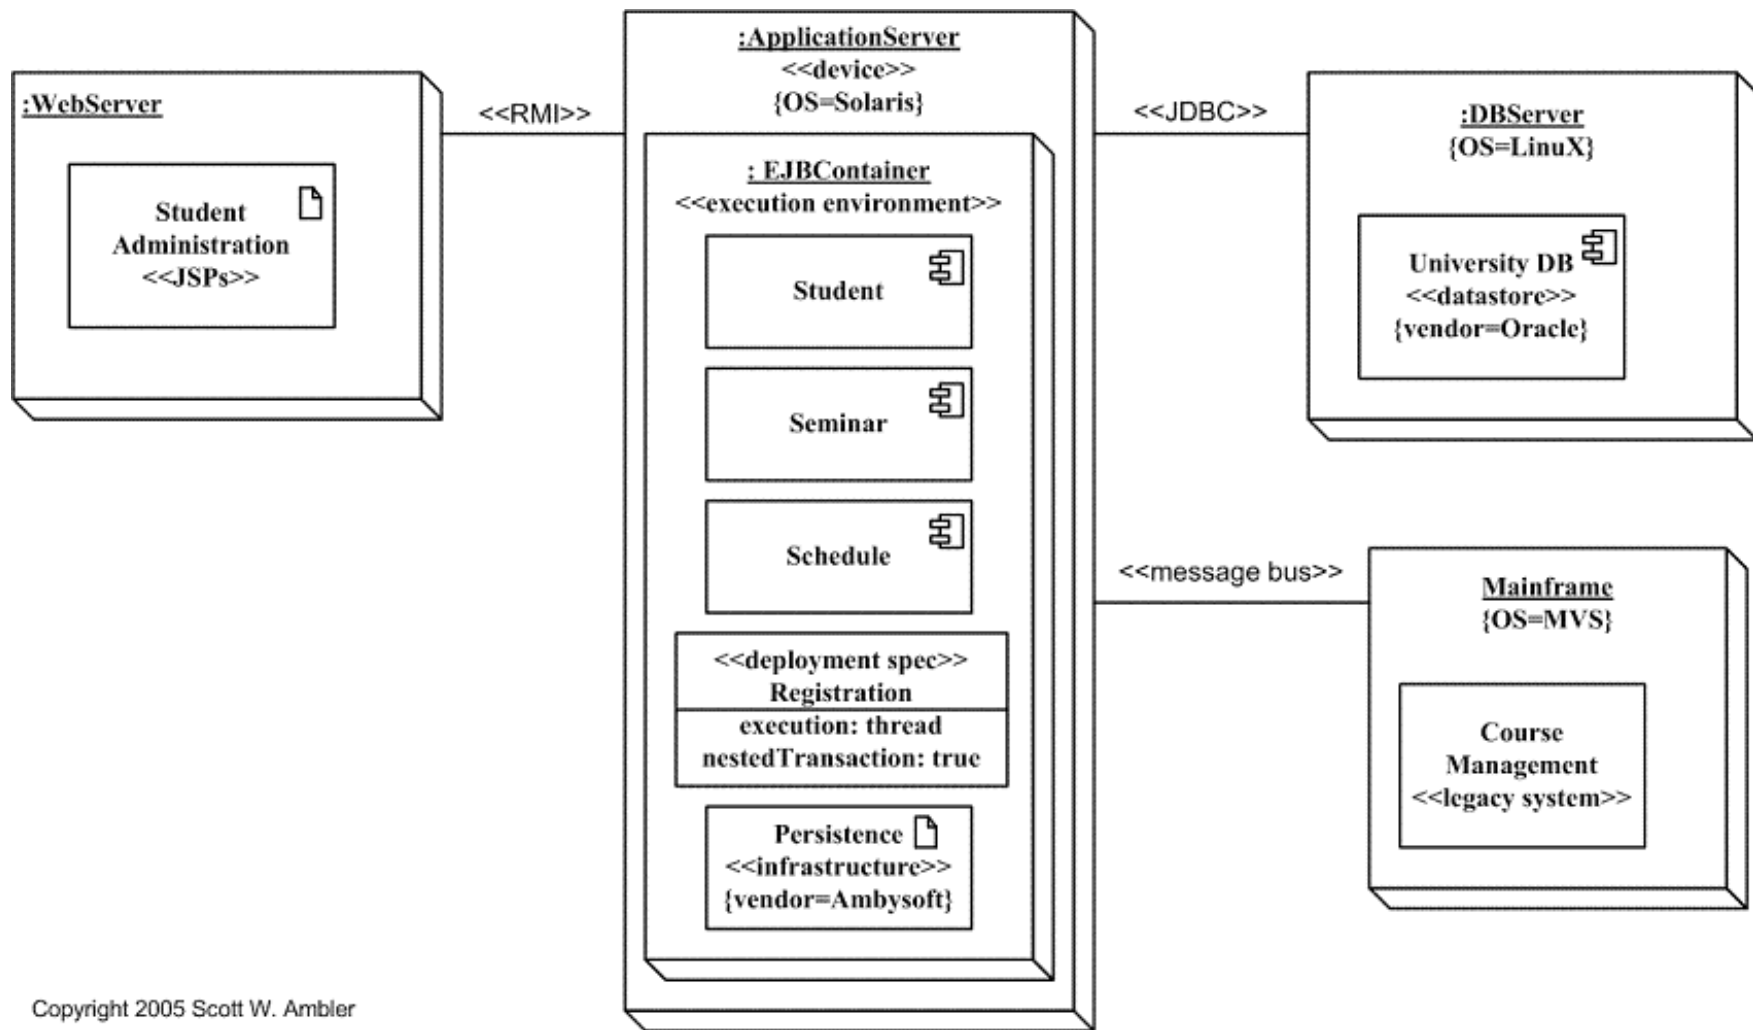 :WebServer
Student
Administration
<<JSPs>>
<<RMI>>
:ApplicationServer
<<device>>
{OS=Solaris}
: EJBContainer
<<execution environment>>
Student
Seminar
Schedule
<<deployment spec>>
Registration
execution: thread
nestedTransaction: true
Persistence
<<infrastructure>>
{vendor=Ambysoft}
<<JDBC>>
:DBServer
{OS=LinuX}
University DB
<<datastore>>
{vendor=Oracle}
<<message bus>>
Mainframe
{OS=MVS}
Course
Management
<<legacy system>>
Copyright 2005 Scott W. Ambler